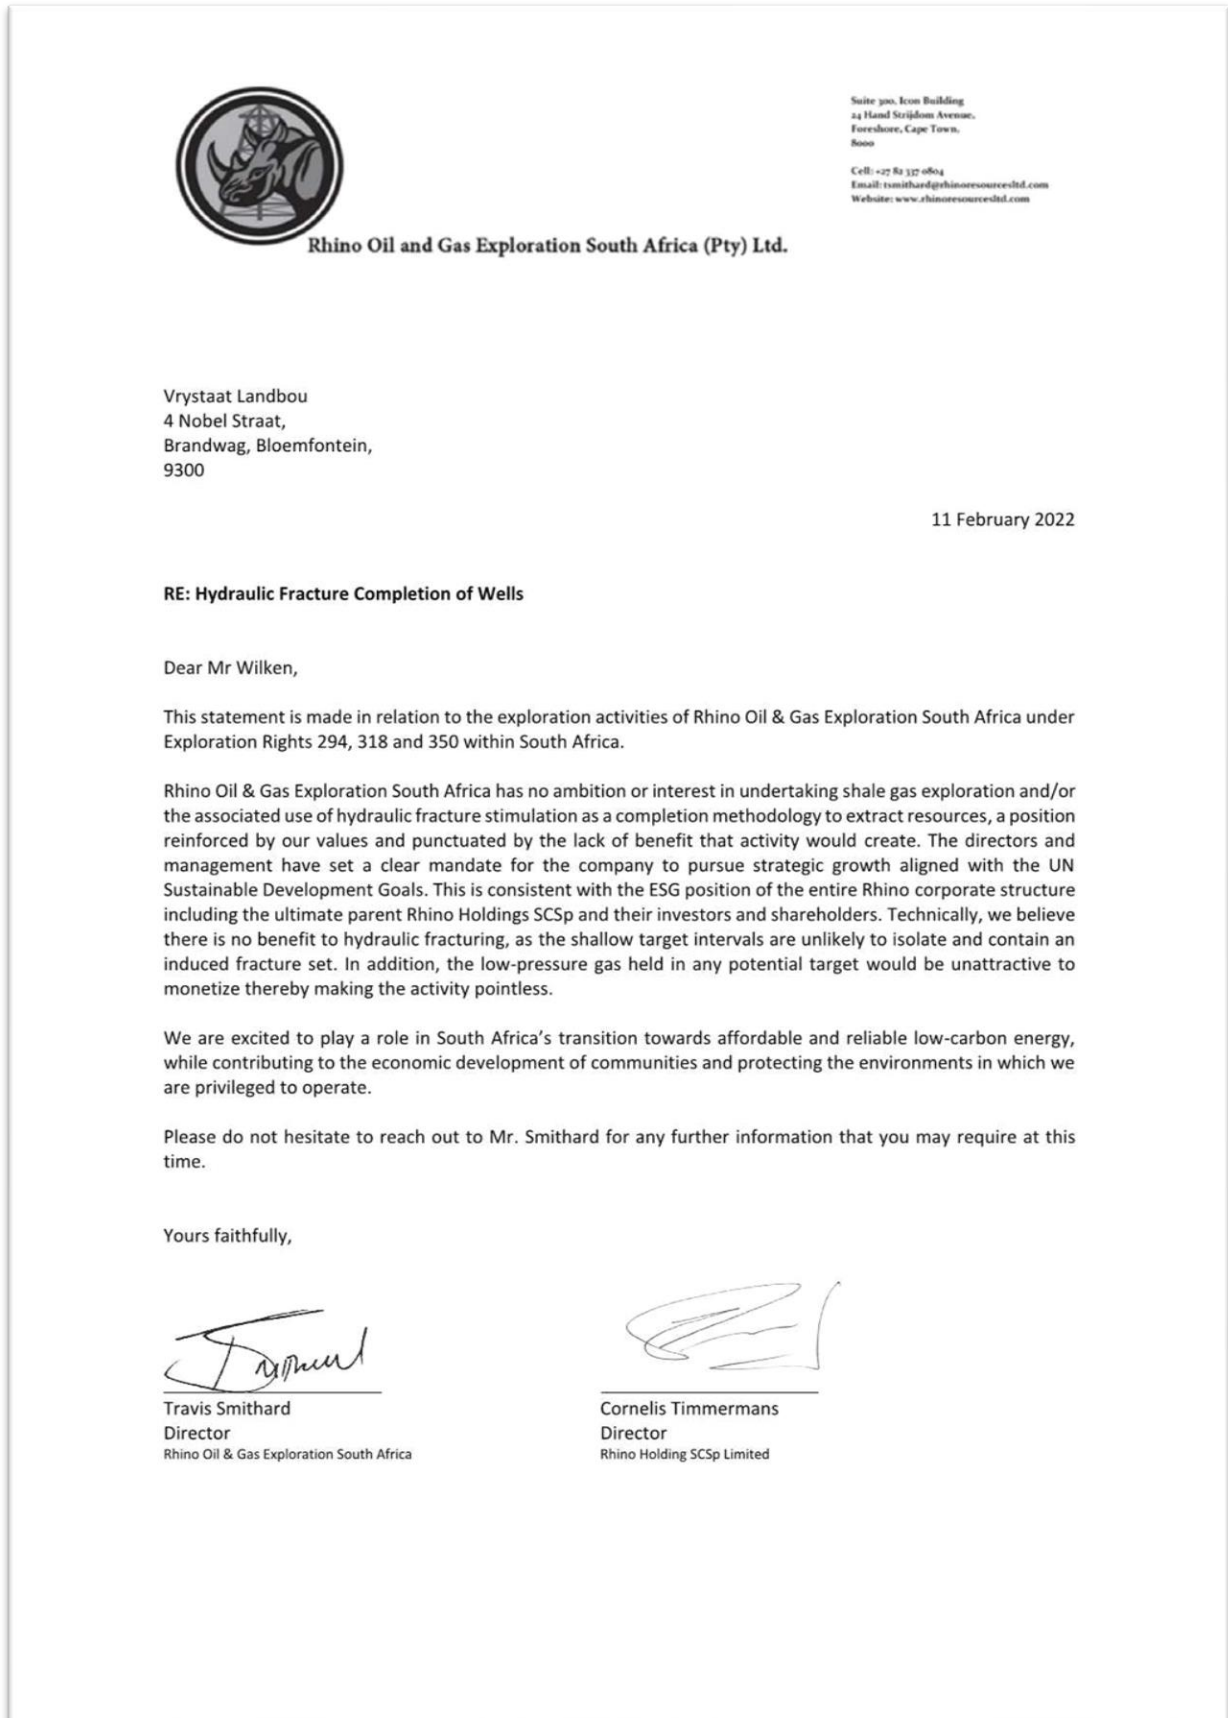 Suite 300, Icon Building
24 Hand Strijdom Avenue,
Foreshore, Cape Town,
8000
Cell: +27 82 337 0804
Email: tsmithard@rhinoresourcesltd.com
Website: www.rhinoresourcesltd.com
Rhino Oil and Gas Exploration South Africa (Pty) Ltd.
Vrystaat Landbou
4 Nobel Straat,
Brandwag, Bloemfontein,
9300
11 February 2022
RE: Hydraulic Fracture Completion of Wells
Dear Mr Wilken,
This statement is made in relation to the exploration activities of Rhino Oil & Gas Exploration South Africa under
Exploration Rights 294, 318 and 350 within South Africa.
Rhino Oil & Gas Exploration South Africa has no ambition or interest in undertaking shale gas exploration and/or
the associated use of hydraulic fracture stimulation as a completion methodology to extract resources, a position
reinforced by our values and punctuated by the lack of benefit that activity would create. The directors and
management have set a clear mandate for the company to pursue strategic growth aligned with the UN
Sustainable Development Goals. This is consistent with the ESG position of the entire Rhino corporate structure
including the ultimate parent Rhino Holdings SCSp and their investors and shareholders. Technically, we believe
there is no benefit to hydraulic fracturing, as the shallow target intervals are unlikely to isolate and contain an
induced fracture set. In addition, the low-pressure gas held in any potential target would be unattractive to
monetize thereby making the activity pointless.
We are excited to play a role in South Africa's transition towards affordable and reliable low-carbon energy,
while contributing to the economic development of communities and protecting the environments in which we
are privileged to operate.
Please do not hesitate to reach out to Mr. Smithard for any further information that you may require at this
time.
Yours faithfully,
Travis Smithard
Director
Rhino Oil & Gas Exploration South Africa
Cornelis Timmermans
Director
Rhino Holding SCSp Limited